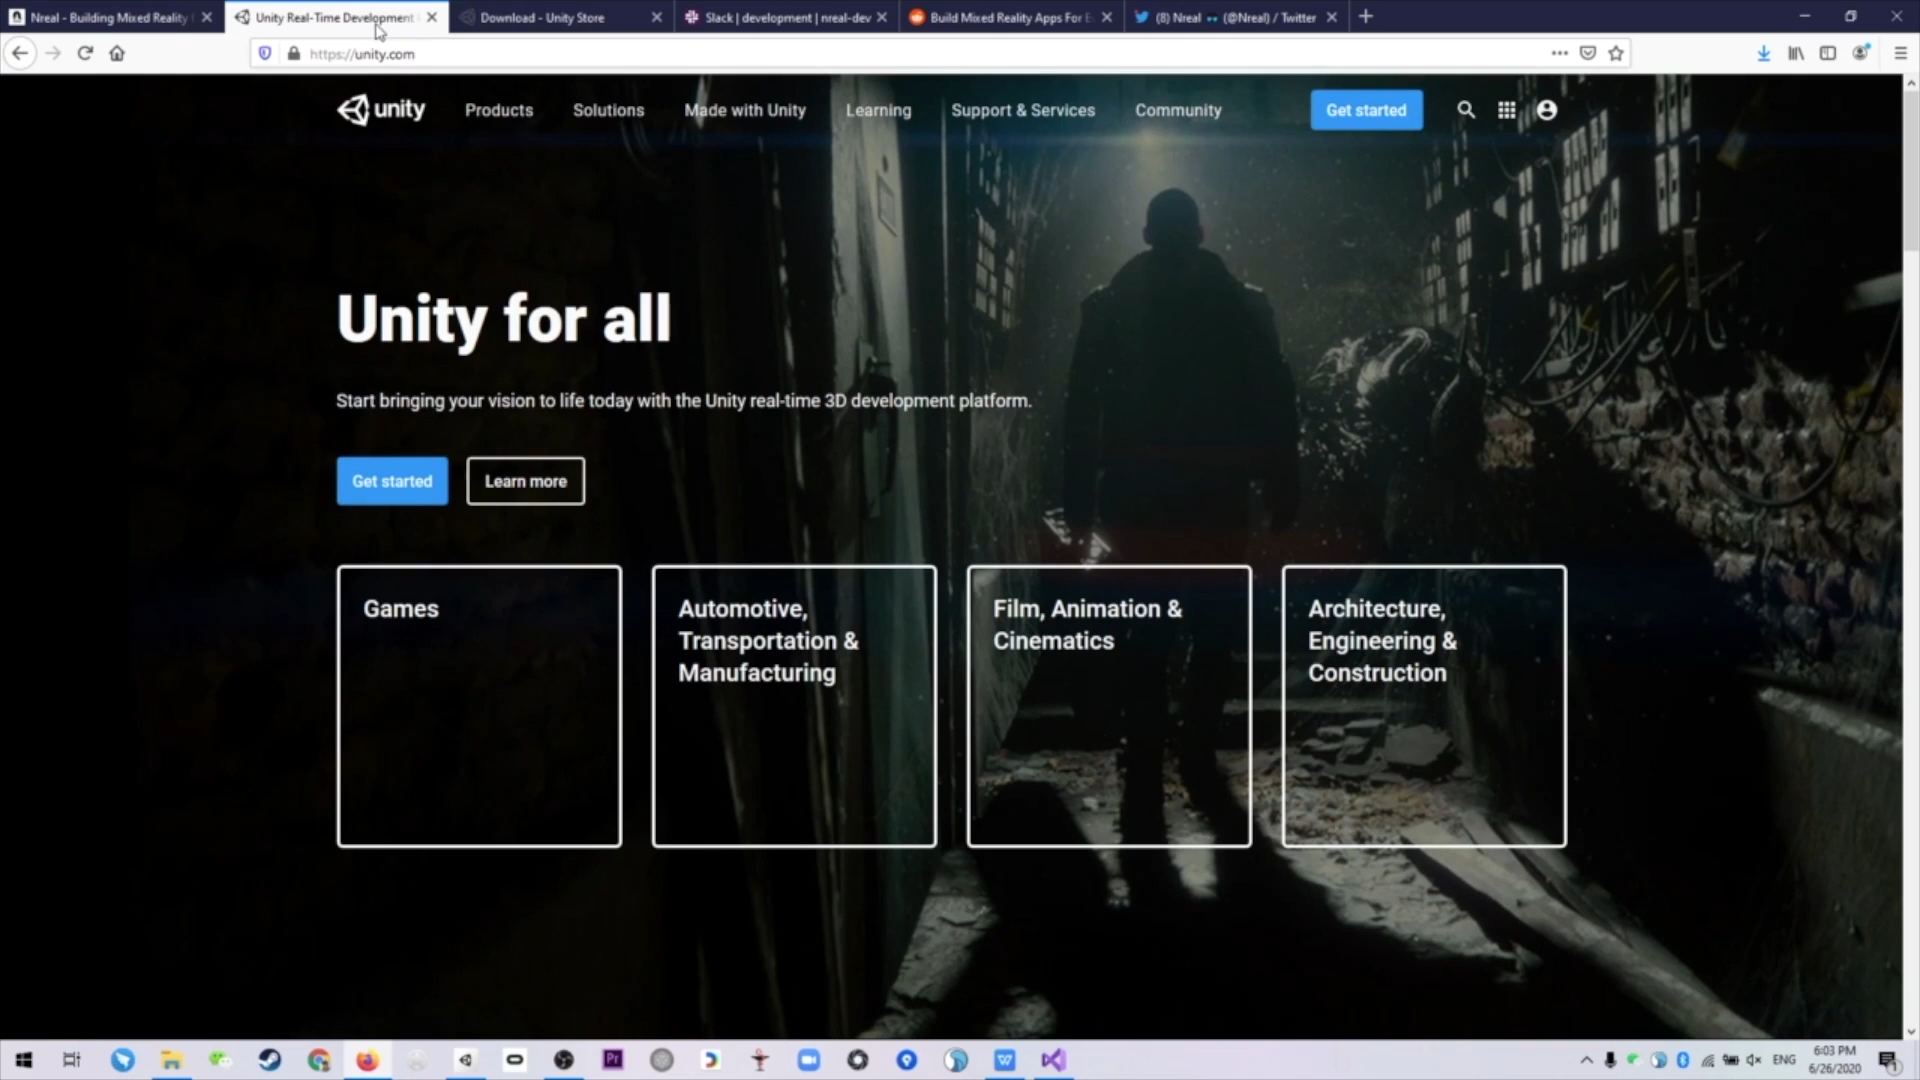 Nreal - Building Mixed Reality
Unity Real-Time Development
Download - Unity Store
Slack | development | nreal-dev
Build Mixed Reality Apps For E
(8) Nreal 🕶️ (@Nreal) / Twitter
https://unity.com
unity
Products
Solutions
Made with Unity
Learning
Support & Services
Community
Get started
Unity for all
Start bringing your vision to life today with the Unity real-time 3D development platform.
Get started
Learn more
Games
Automotive,
Transportation &
Manufacturing
Film, Animation &
Cinematics
Architecture,
Engineering &
Construction
Pr
W
ENG
6:03 PM
6/26/2020
1